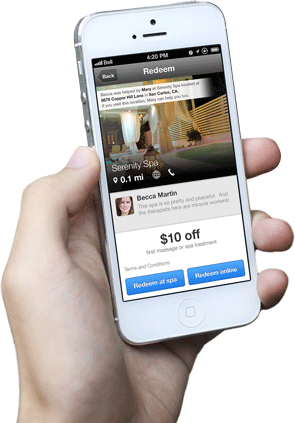 Bell
4:20 PM
Back
Redeem
Becca was helped by Mary at Serenity Spa located at
8876 Copper Hill Lane in San Carlos, CA.
If you visit this location, Mary can help you too.
Serenity Spa
0.1 mi
Becca Martin
This spa is so pretty and peaceful. And
the therapists here are miracle workers!
$10 off
first massage or spa treatment
Terms and Conditions
Redeem at spa
Redeem online